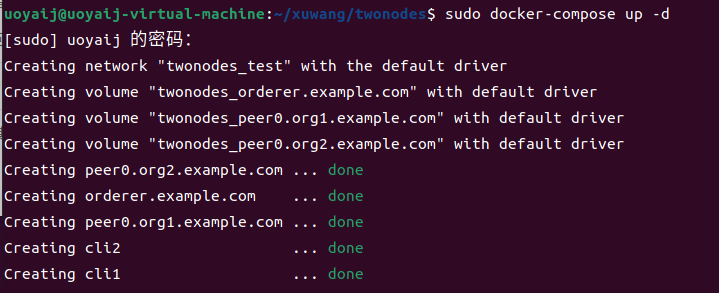 uoyaij@uoyaij-virtual-machine:~/xuwang/twonodes$ sudo docker-compose up -d
[sudo] uoyaij 的密码：
Creating network "twonodes_test" with the default driver
Creating volume "twonodes_orderer.example.com" with default driver
Creating volume "twonodes_peer0.org1.example.com" with default driver
Creating volume "twonodes_peer0.org2.example.com" with default driver
Creating peer0.org2.example.com ... done
Creating orderer.example.com    ... done
Creating peer0.org1.example.com ... done
Creating cli2                   ... done
Creating cli1                   ... done